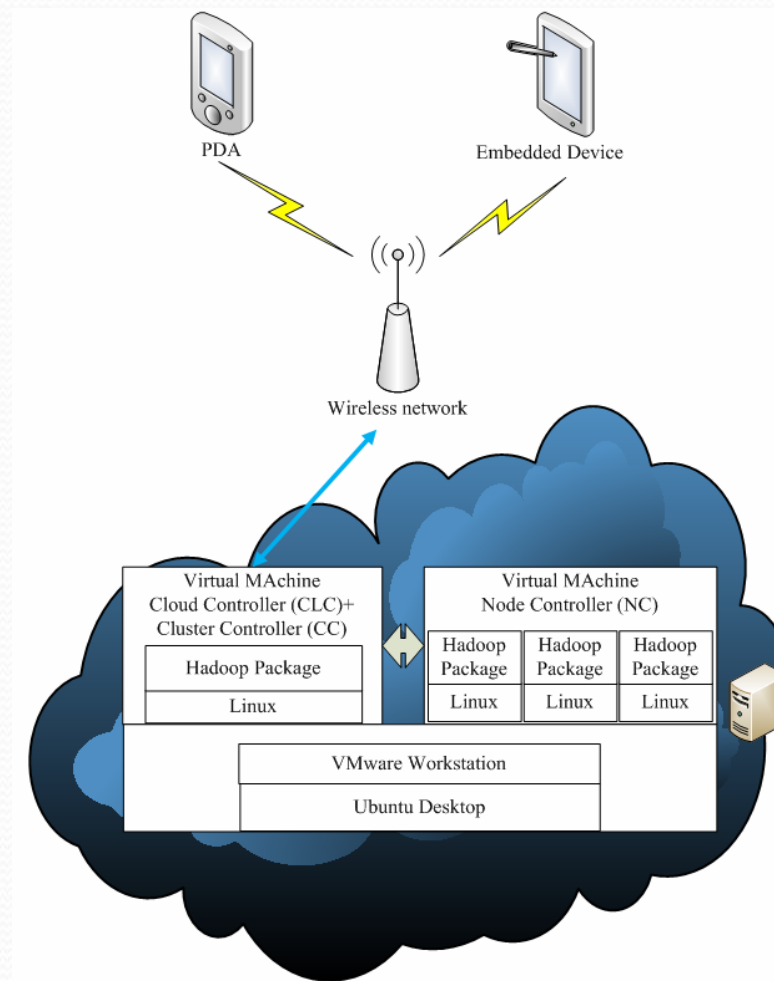 PDA
Embedded Device
Wireless network
Virtual MAchine
Cloud Controller (CLC)+
Cluster Controller (CC)
Hadoop Package
Linux
Virtual MAchine
Node Controller (NC)
Hadoop
Package
Linux
Hadoop
Package
Linux
Hadoop
Package
Linux
VMware Workstation
Ubuntu Desktop